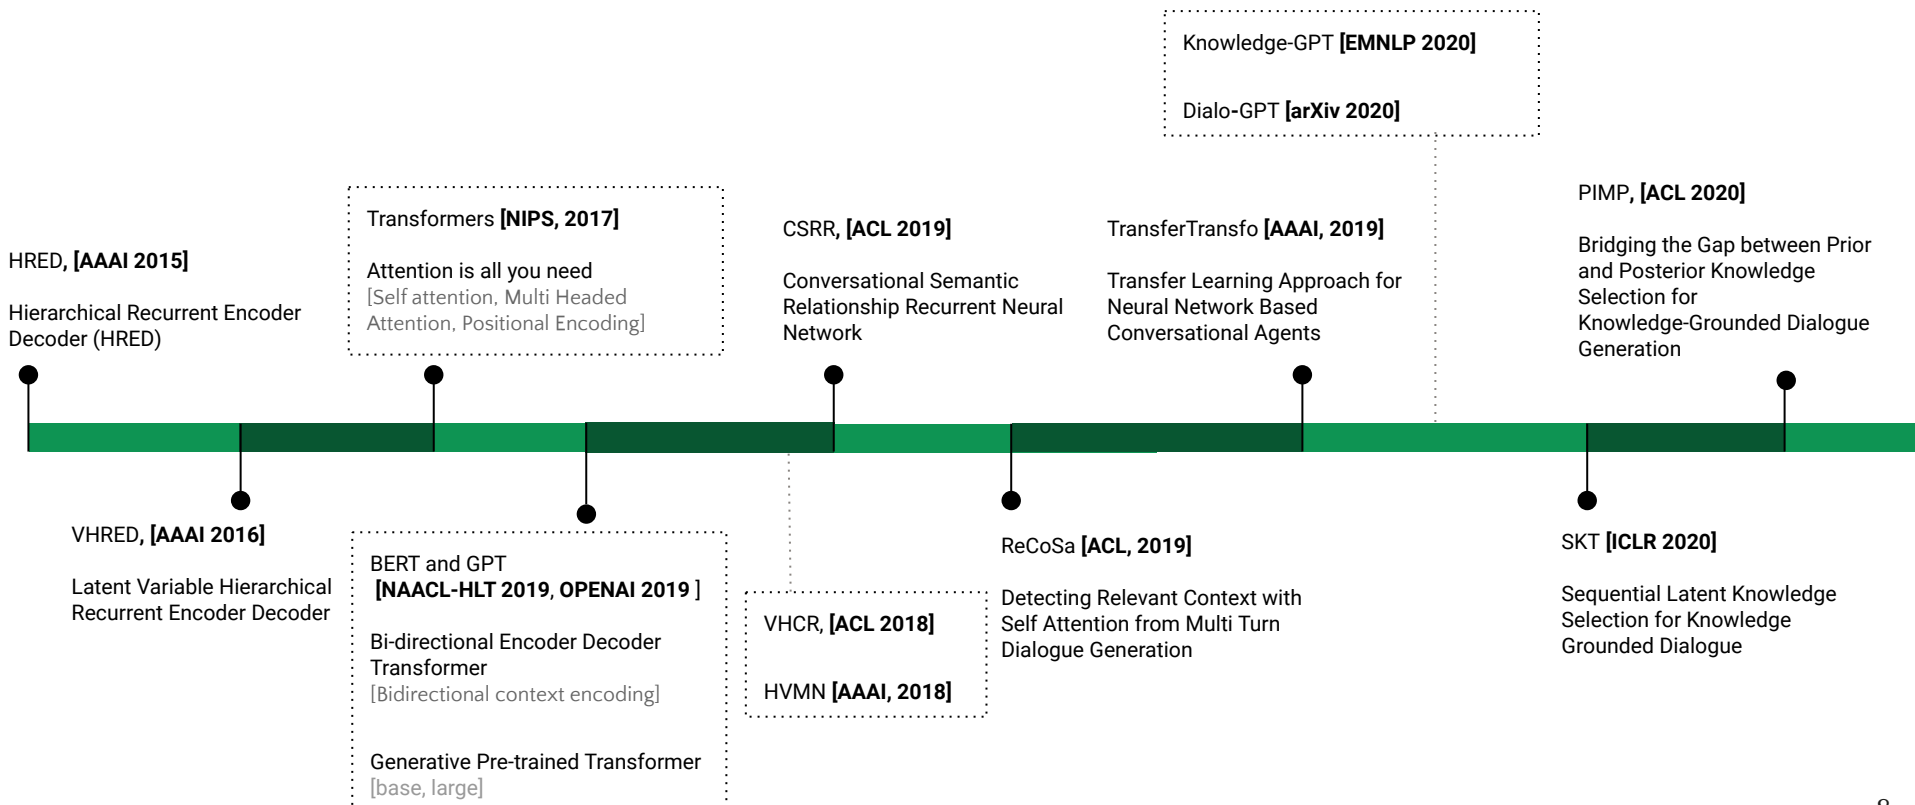 Knowledge-GPT [EMNLP 2020]
Dialo-GPT [arXiv 2020]
HRED, [AAAI 2015]
Hierarchical Recurrent Encoder
Decoder (HRED)
Transformers [NIPS, 2017]
Attention is all you need
[Self attention, Multi Headed
Attention, Positional Encoding]
CSRR, [ACL 2019]
Conversational Semantic
Relationship Recurrent Neural
Network
TransferTransfo [AAAI, 2019]
Transfer Learning Approach for
Neural Network Based
Conversational Agents
PIMP, [ACL 2020]
Bridging the Gap between Prior
and Posterior Knowledge
Selection for
Knowledge-Grounded Dialogue
Generation
VHRED, [AAAI 2016]
Latent Variable Hierarchical
Recurrent Encoder Decoder
BERT and GPT
[NAACL-HLT 2019, OPENAI 2019 ]
Bi-directional Encoder Decoder
Transformer
[Bidirectional context encoding]
Generative Pre-trained Transformer
[base, large]
VHCR, [ACL 2018]
HVMN [AAAI, 2018]
ReCoSa [ACL, 2019]
Detecting Relevant Context with
Self Attention from Multi Turn
Dialogue Generation
SKT [ICLR 2020]
Sequential Latent Knowledge
Selection for Knowledge
Grounded Dialogue